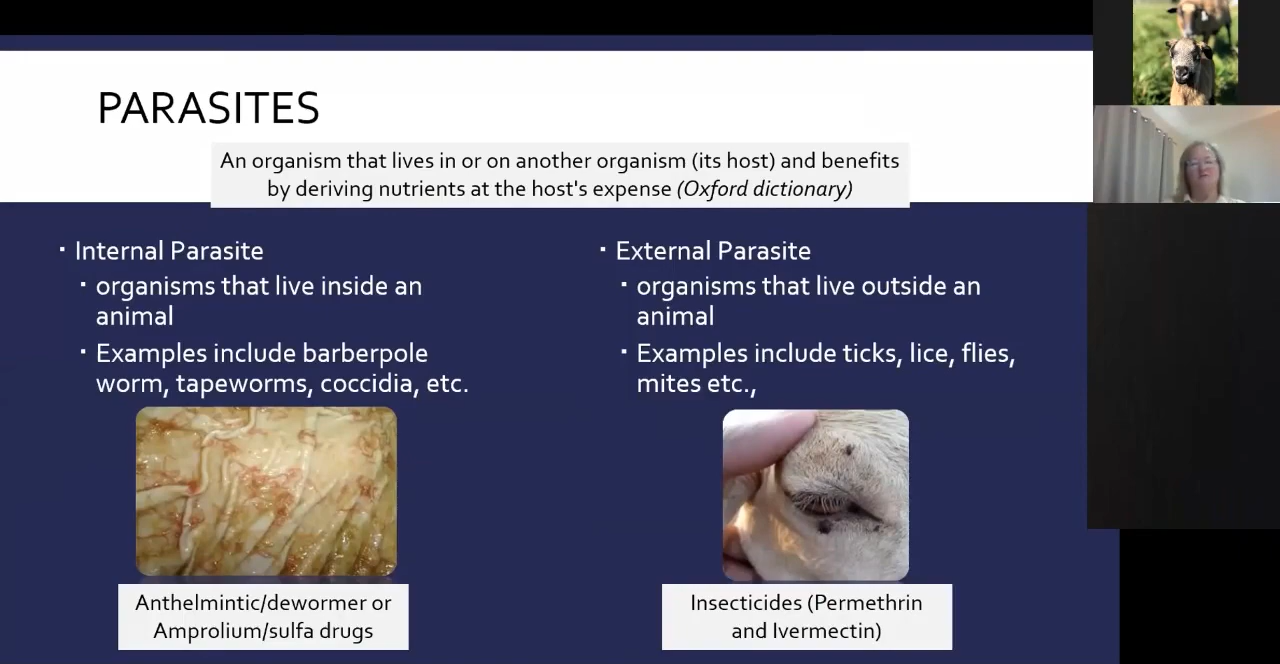 PARASITES
An organism that lives in or on another organism (its host) and benefits
by deriving nutrients at the host's expense (Oxford dictionary)
▪ Internal Parasite
▪ organisms that live inside an
animal
▪ Examples include barberpole
worm, tapeworms, coccidia, etc.
Anthelmintic/dewormer or
Amprolium/sulfa drugs
▪ External Parasite
▪ organisms that live outside an
animal
▪ Examples include ticks, lice, flies,
mites etc.,
Insecticides (Permethrin
and Ivermectin)